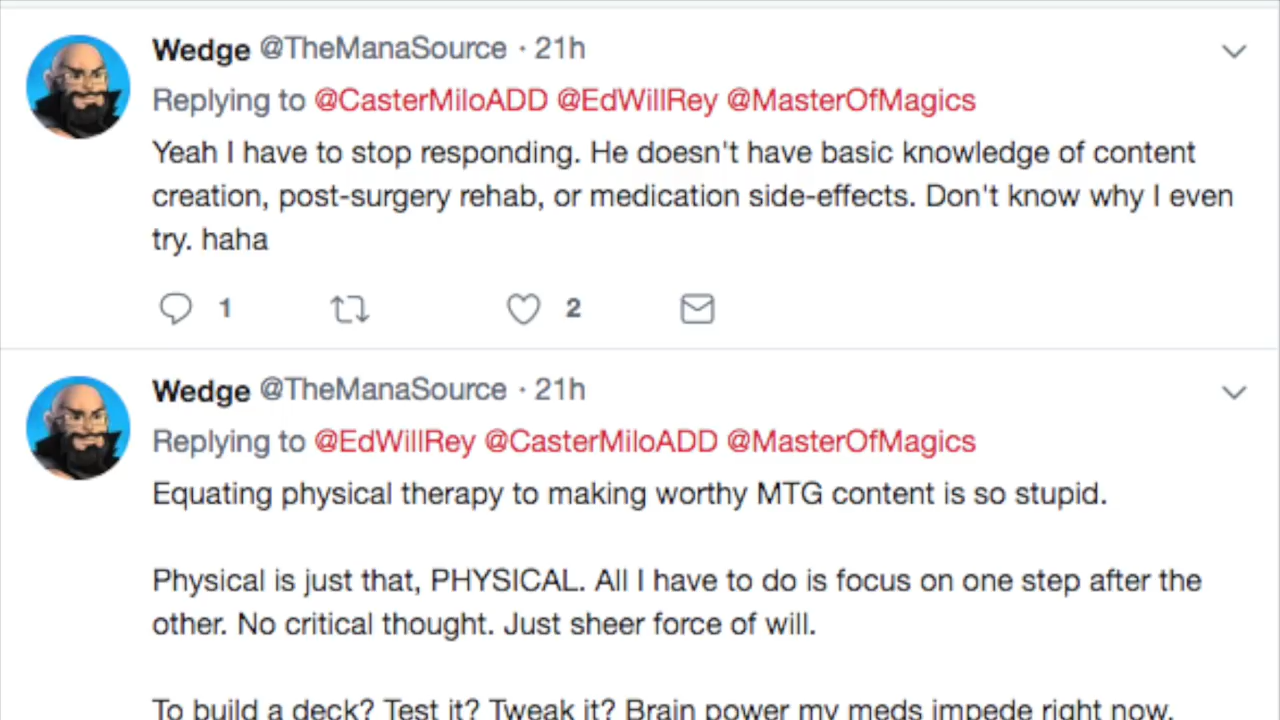 Wedge @TheManaSource · 21h
Replying to @CasterMiloADD @EdWillRey @MasterOfMagics
Yeah I have to stop responding. He doesn't have basic knowledge of content
creation, post-surgery rehab, or medication side-effects. Don't know why I even
try. haha
1 2
Wedge @TheManaSource · 21h
Replying to @EdWillRey @CasterMiloADD @MasterOfMagics
Equating physical therapy to making worthy MTG content is so stupid.
Physical is just that, PHYSICAL. All I have to do is focus on one step after the
other. No critical thought. Just sheer force of will.
To build a deck? Test it? Tweak it? Brain power my meds impede right now.